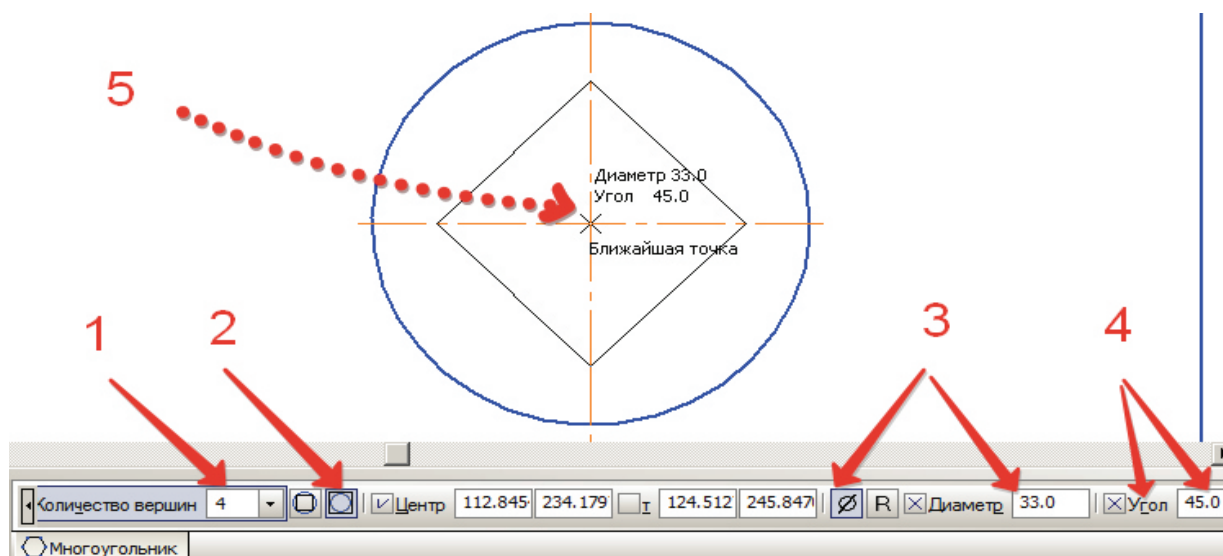 5
Диаметр 33.0
Угол 45.0
Ближайшая точка
1 2 3 4
Количество вершин 4 Центр 112.845 234.179 т 124.512 245.847 Ø R Диаметр 33.0 Угол 45.0
Многоугольник